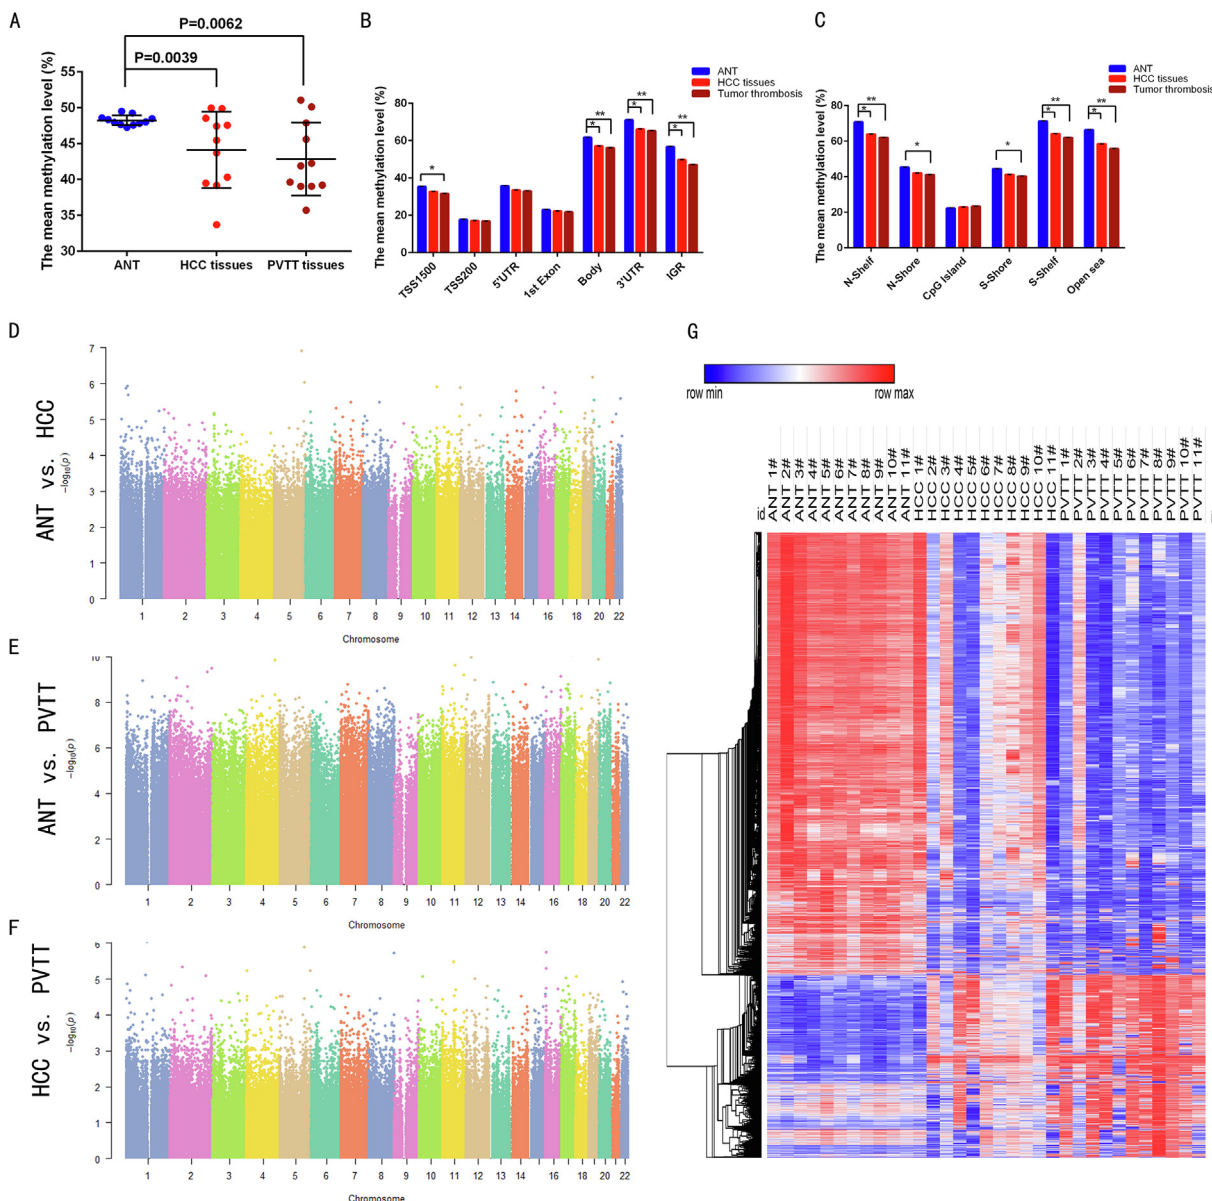 A
P=0.0062
P=0.0039
The mean methylation level (%)
55
50
45
40
35
30
ANT
HCC tissues
PVTT tissues
B
ANT
HCC tissues
Tumor thrombosis
The mean methylation level (%)
80
60
40
20
0
*
* **
* **
* **
TSS1500
TSS200
5'UTR
1st Exon
Body
3'UTR
IGR
C
ANT
HCC tissues
Tumor thrombosis
The mean methylation level (%)
80
60
40
20
0
* **
*
*
* **
* **
N-Shelf
N-Shore
CpG Island
S-Shore
S-Shelf
Open sea
D
ANT vs. HCC
−log10(p)
7
6
5
4
3
2
1
0
1 2 3 4 5 6 7 8 9 10 11 12 13 14 16 18 20 22
Chromosome
E
ANT vs. PVTT
−log10(p)
10
8
6
4
2
0
1 2 3 4 5 6 7 8 9 10 11 12 13 14 16 18 20 22
Chromosome
F
HCC vs. PVTT
−log10(p)
6
5
4
3
2
1
0
1 2 3 4 5 6 7 8 9 10 11 12 13 14 16 18 20 22
Chromosome
G
row min
row max
id
ANT 1#
ANT 2#
ANT 3#
ANT 4#
ANT 5#
ANT 6#
ANT 7#
ANT 8#
ANT 9#
ANT 10#
ANT 11#
HCC 1#
HCC 2#
HCC 3#
HCC 4#
HCC 5#
HCC 6#
HCC 7#
HCC 8#
HCC 9#
HCC 10#
HCC 11#
PVTT 1#
PVTT 2#
PVTT 3#
PVTT 4#
PVTT 5#
PVTT 6#
PVTT 7#
PVTT 8#
PVTT 9#
PVTT 10#
PVTT 11#